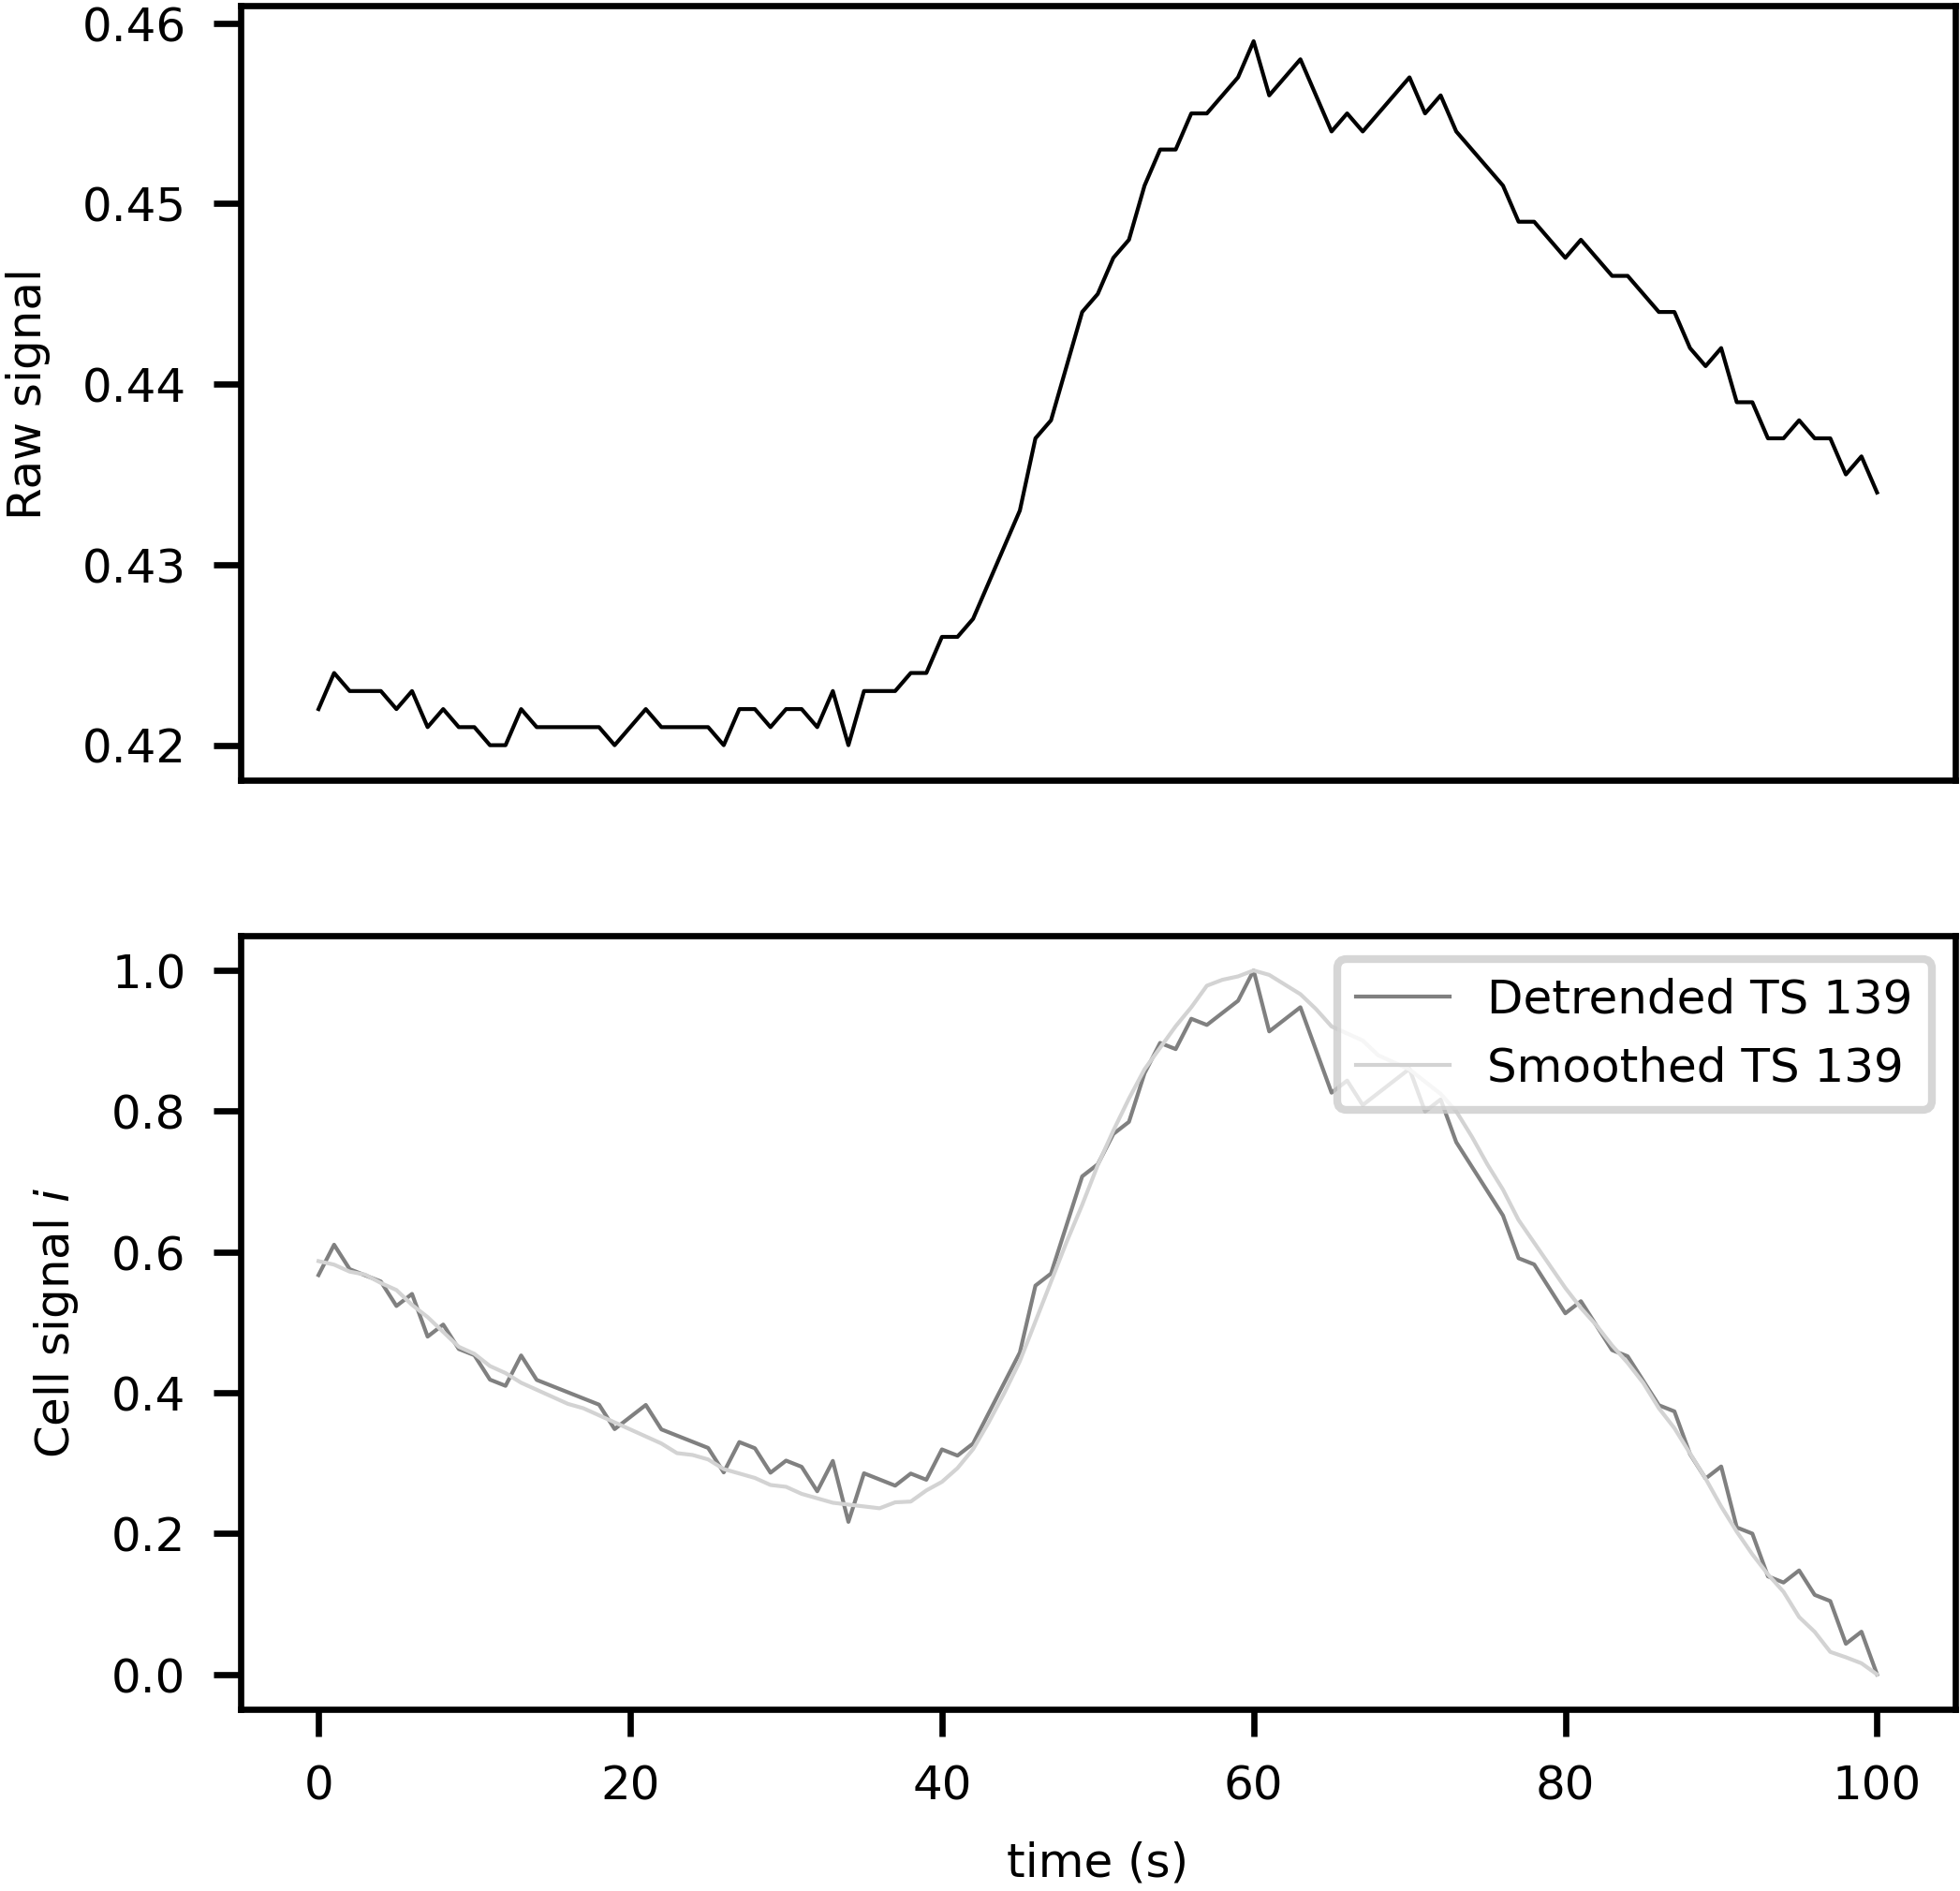 Raw signal
0.46
0.45
0.44
0.43
0.42
Cell signal i
1.0
0.8
0.6
0.4
0.2
0.0
Detrended TS 139
Smoothed TS 139
0 20 40 60 80 100
time (s)